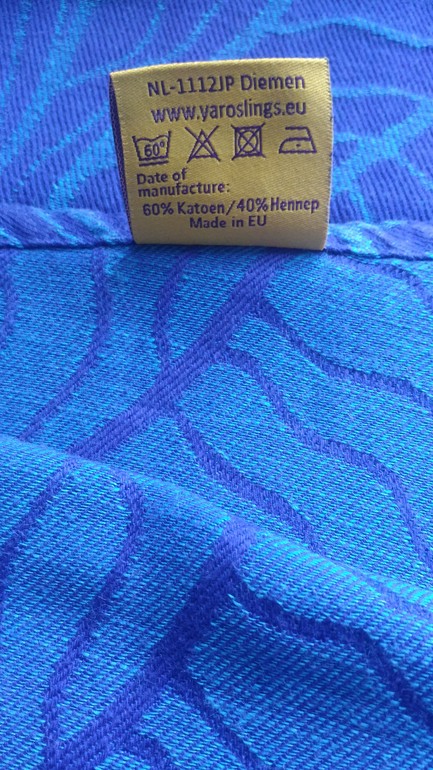 NL-1112JP Diemen
www.yaroslings.eu
60°
Date of
manufacture:
60% Katoen/40% Hennep
Made in EU